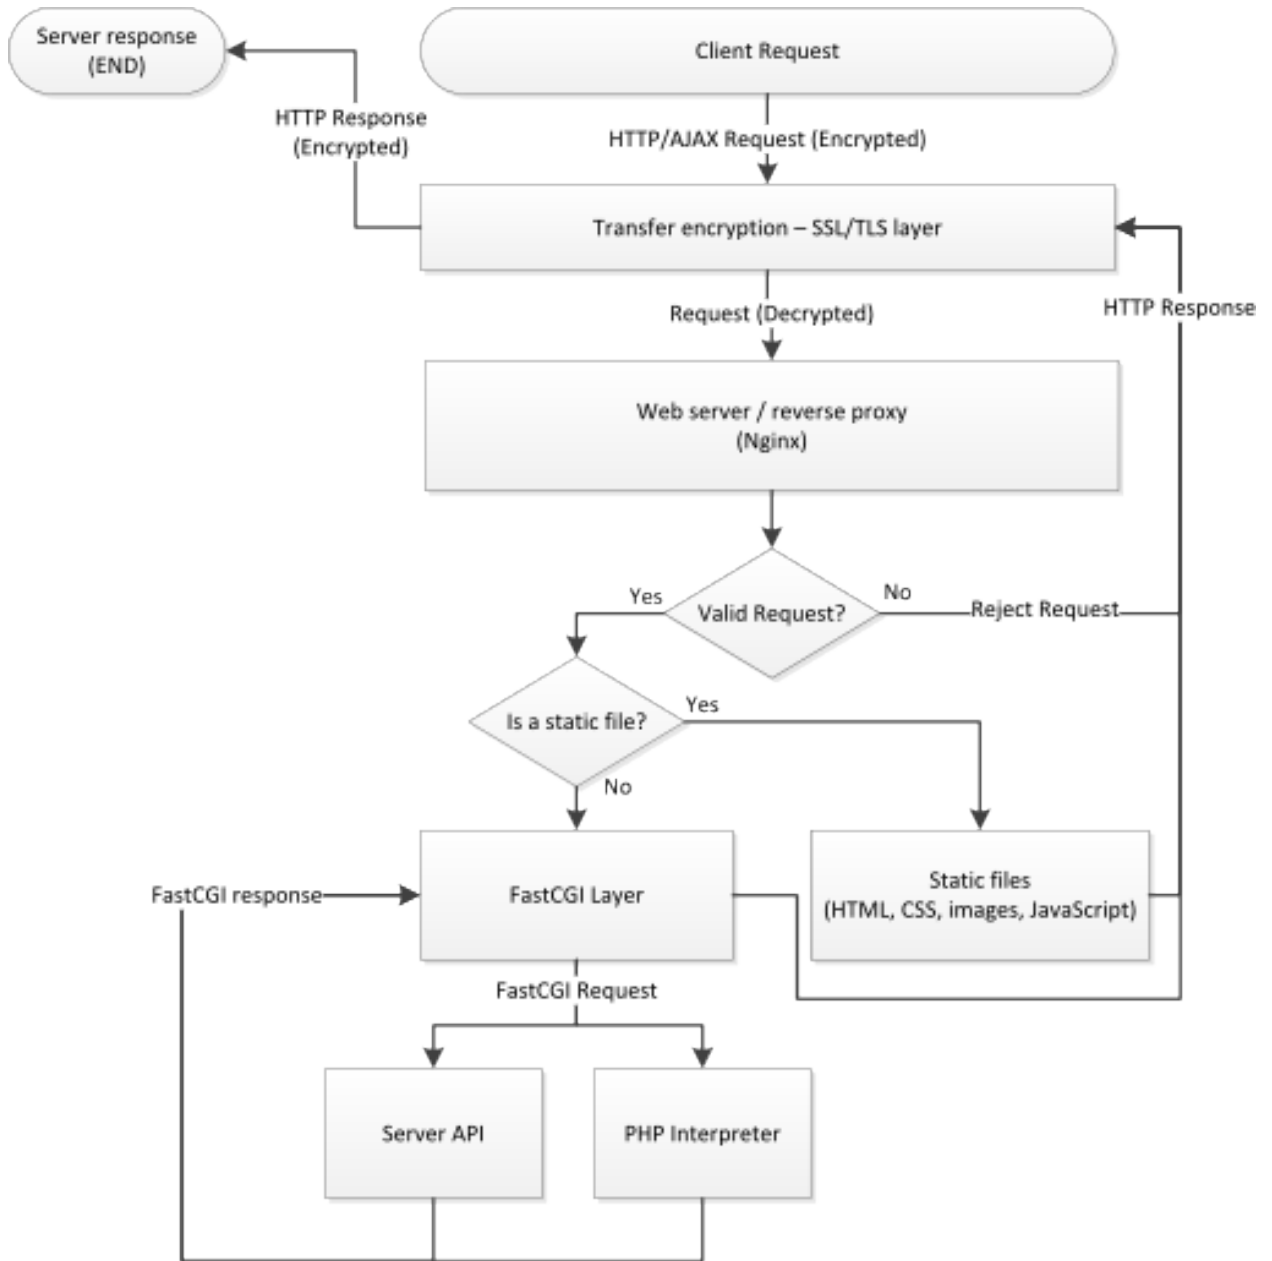 Server response
(END)
Client Request
HTTP Response
(Encrypted)
HTTP/AJAX Request (Encrypted)
Transfer encryption – SSL/TLS layer
Request (Decrypted)
HTTP Response
Web server / reverse proxy
(Nginx)
Yes
Valid Request?
No
Reject Request
Is a static file?
Yes
No
FastCGI response
FastCGI Layer
Static files
(HTML, CSS, images, JavaScript)
FastCGI Request
Server API
PHP Interpreter